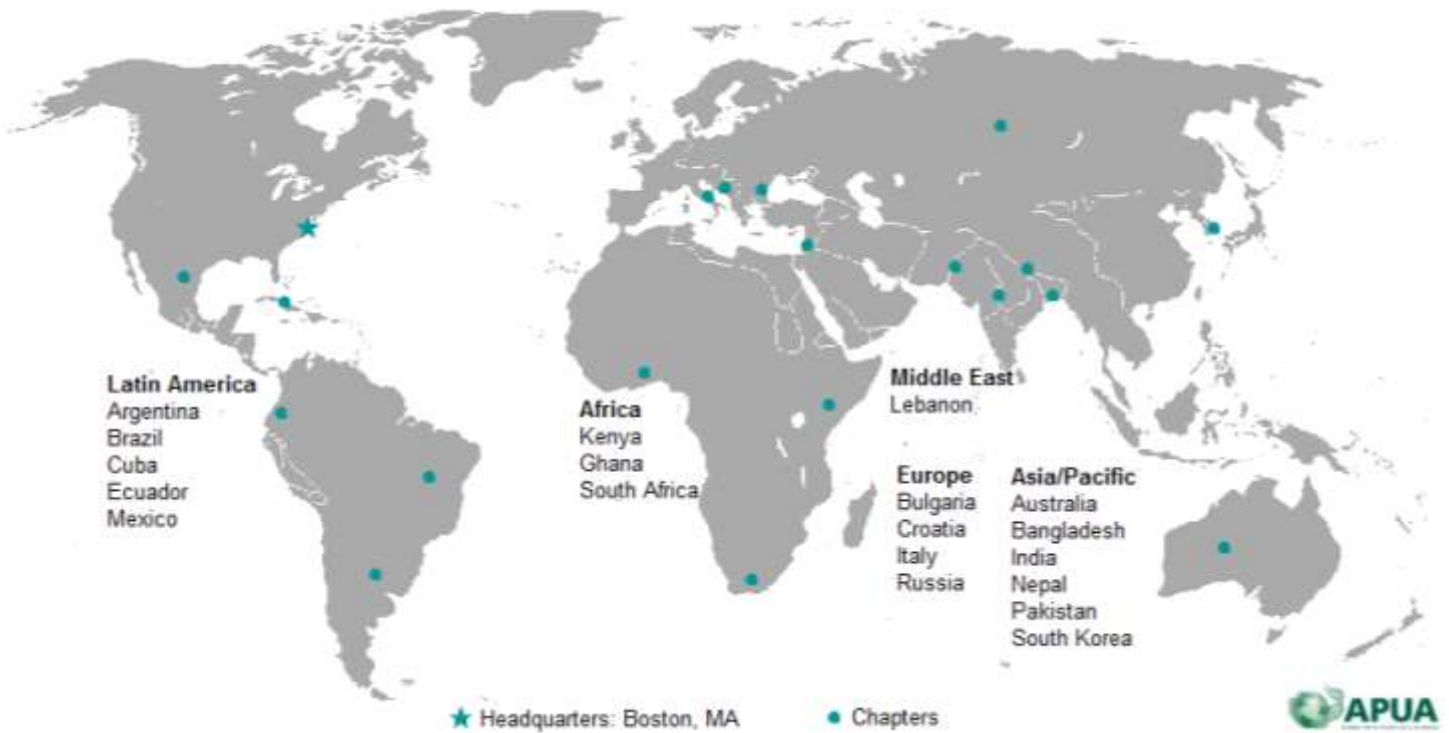 Latin America
Argentina
Brazil
Cuba
Ecuador
Mexico
Africa
Kenya
Ghana
South Africa
Middle East
Lebanon
Europe
Bulgaria
Croatia
Italy
Russia
Asia/Pacific
Australia
Bangladesh
India
Nepal
Pakistan
South Korea
Headquarters: Boston, MA
Chapters
APUA